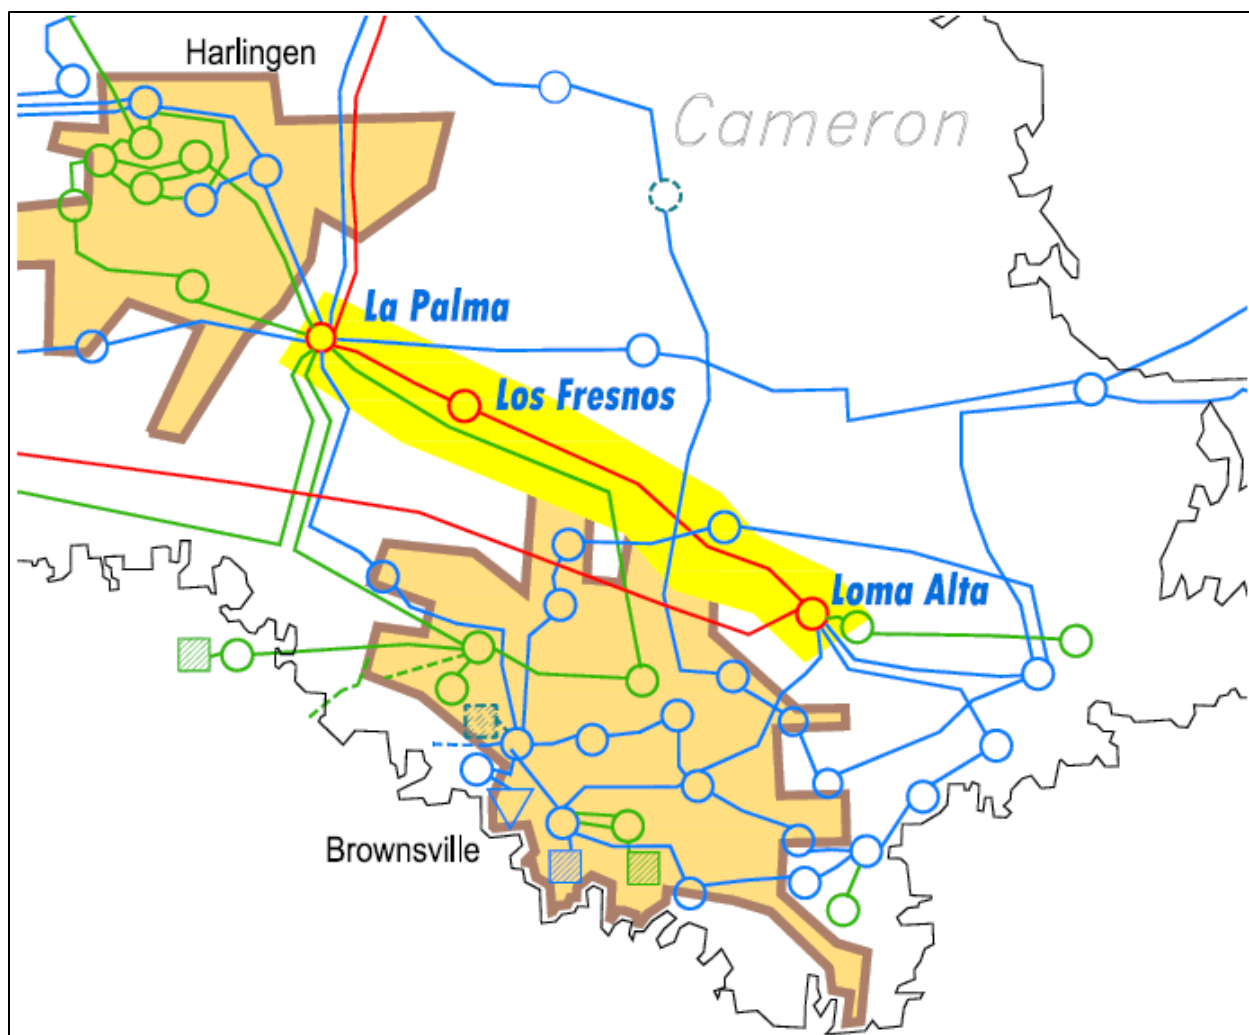 Harlingen
Cameron
La Palma
Los Fresnos
Loma Alta
Brownsville